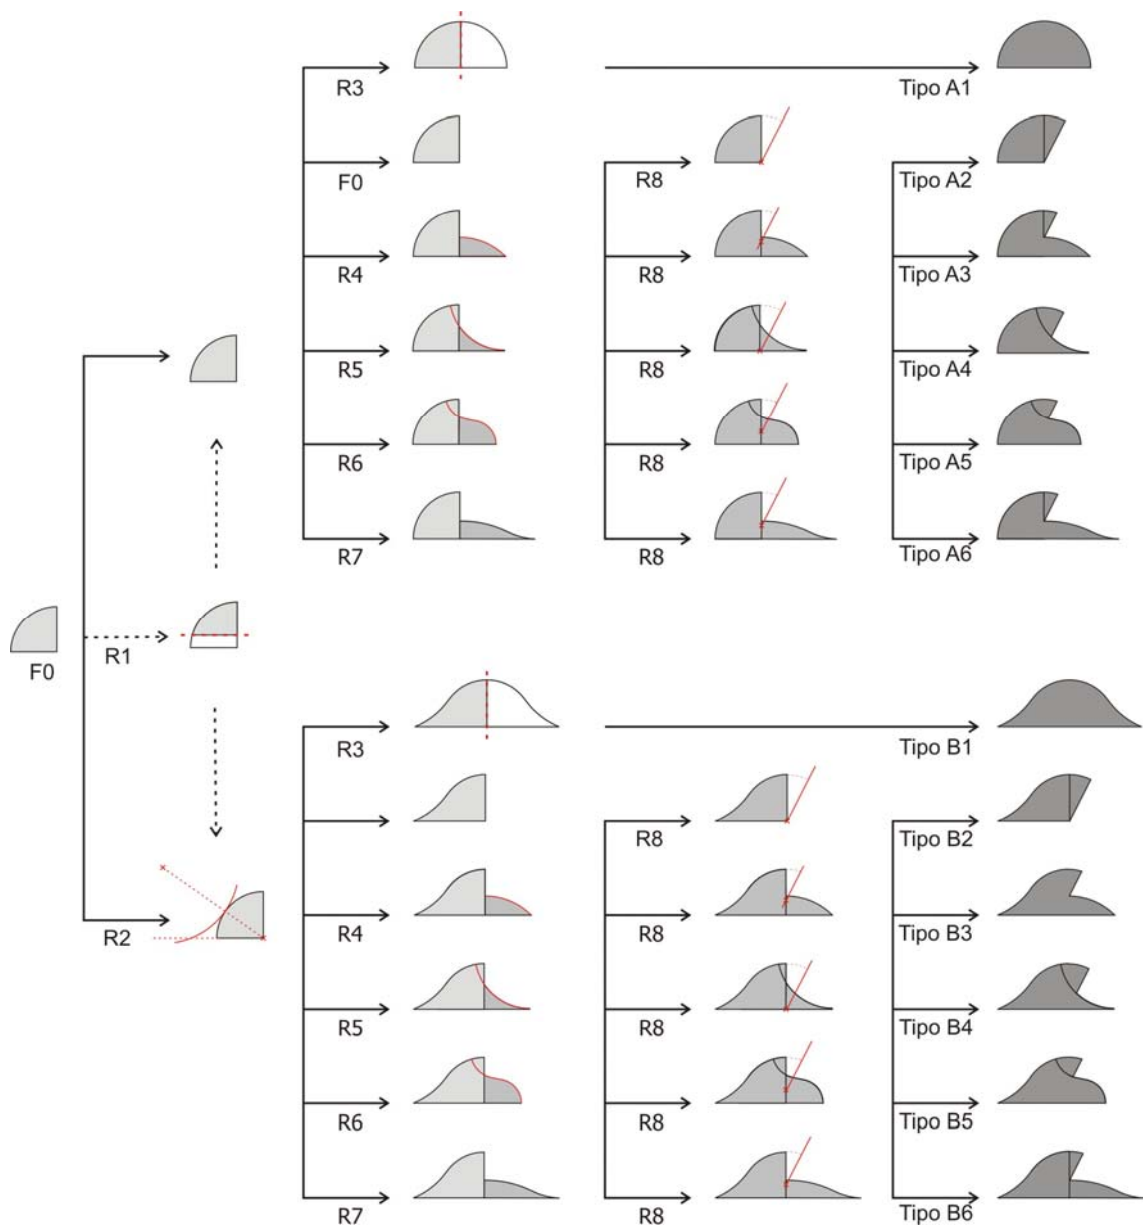 R3 Tipo A1
F0 R8 Tipo A2
R4 R8 Tipo A3
R5 R8 Tipo A4
R6 R8 Tipo A5
R7 R8 Tipo A6
F0 R1
R3 Tipo B1
R8 Tipo B2
R2 R4 R8 Tipo B3
R5 R8 Tipo B4
R6 R8 Tipo B5
R7 R8 Tipo B6